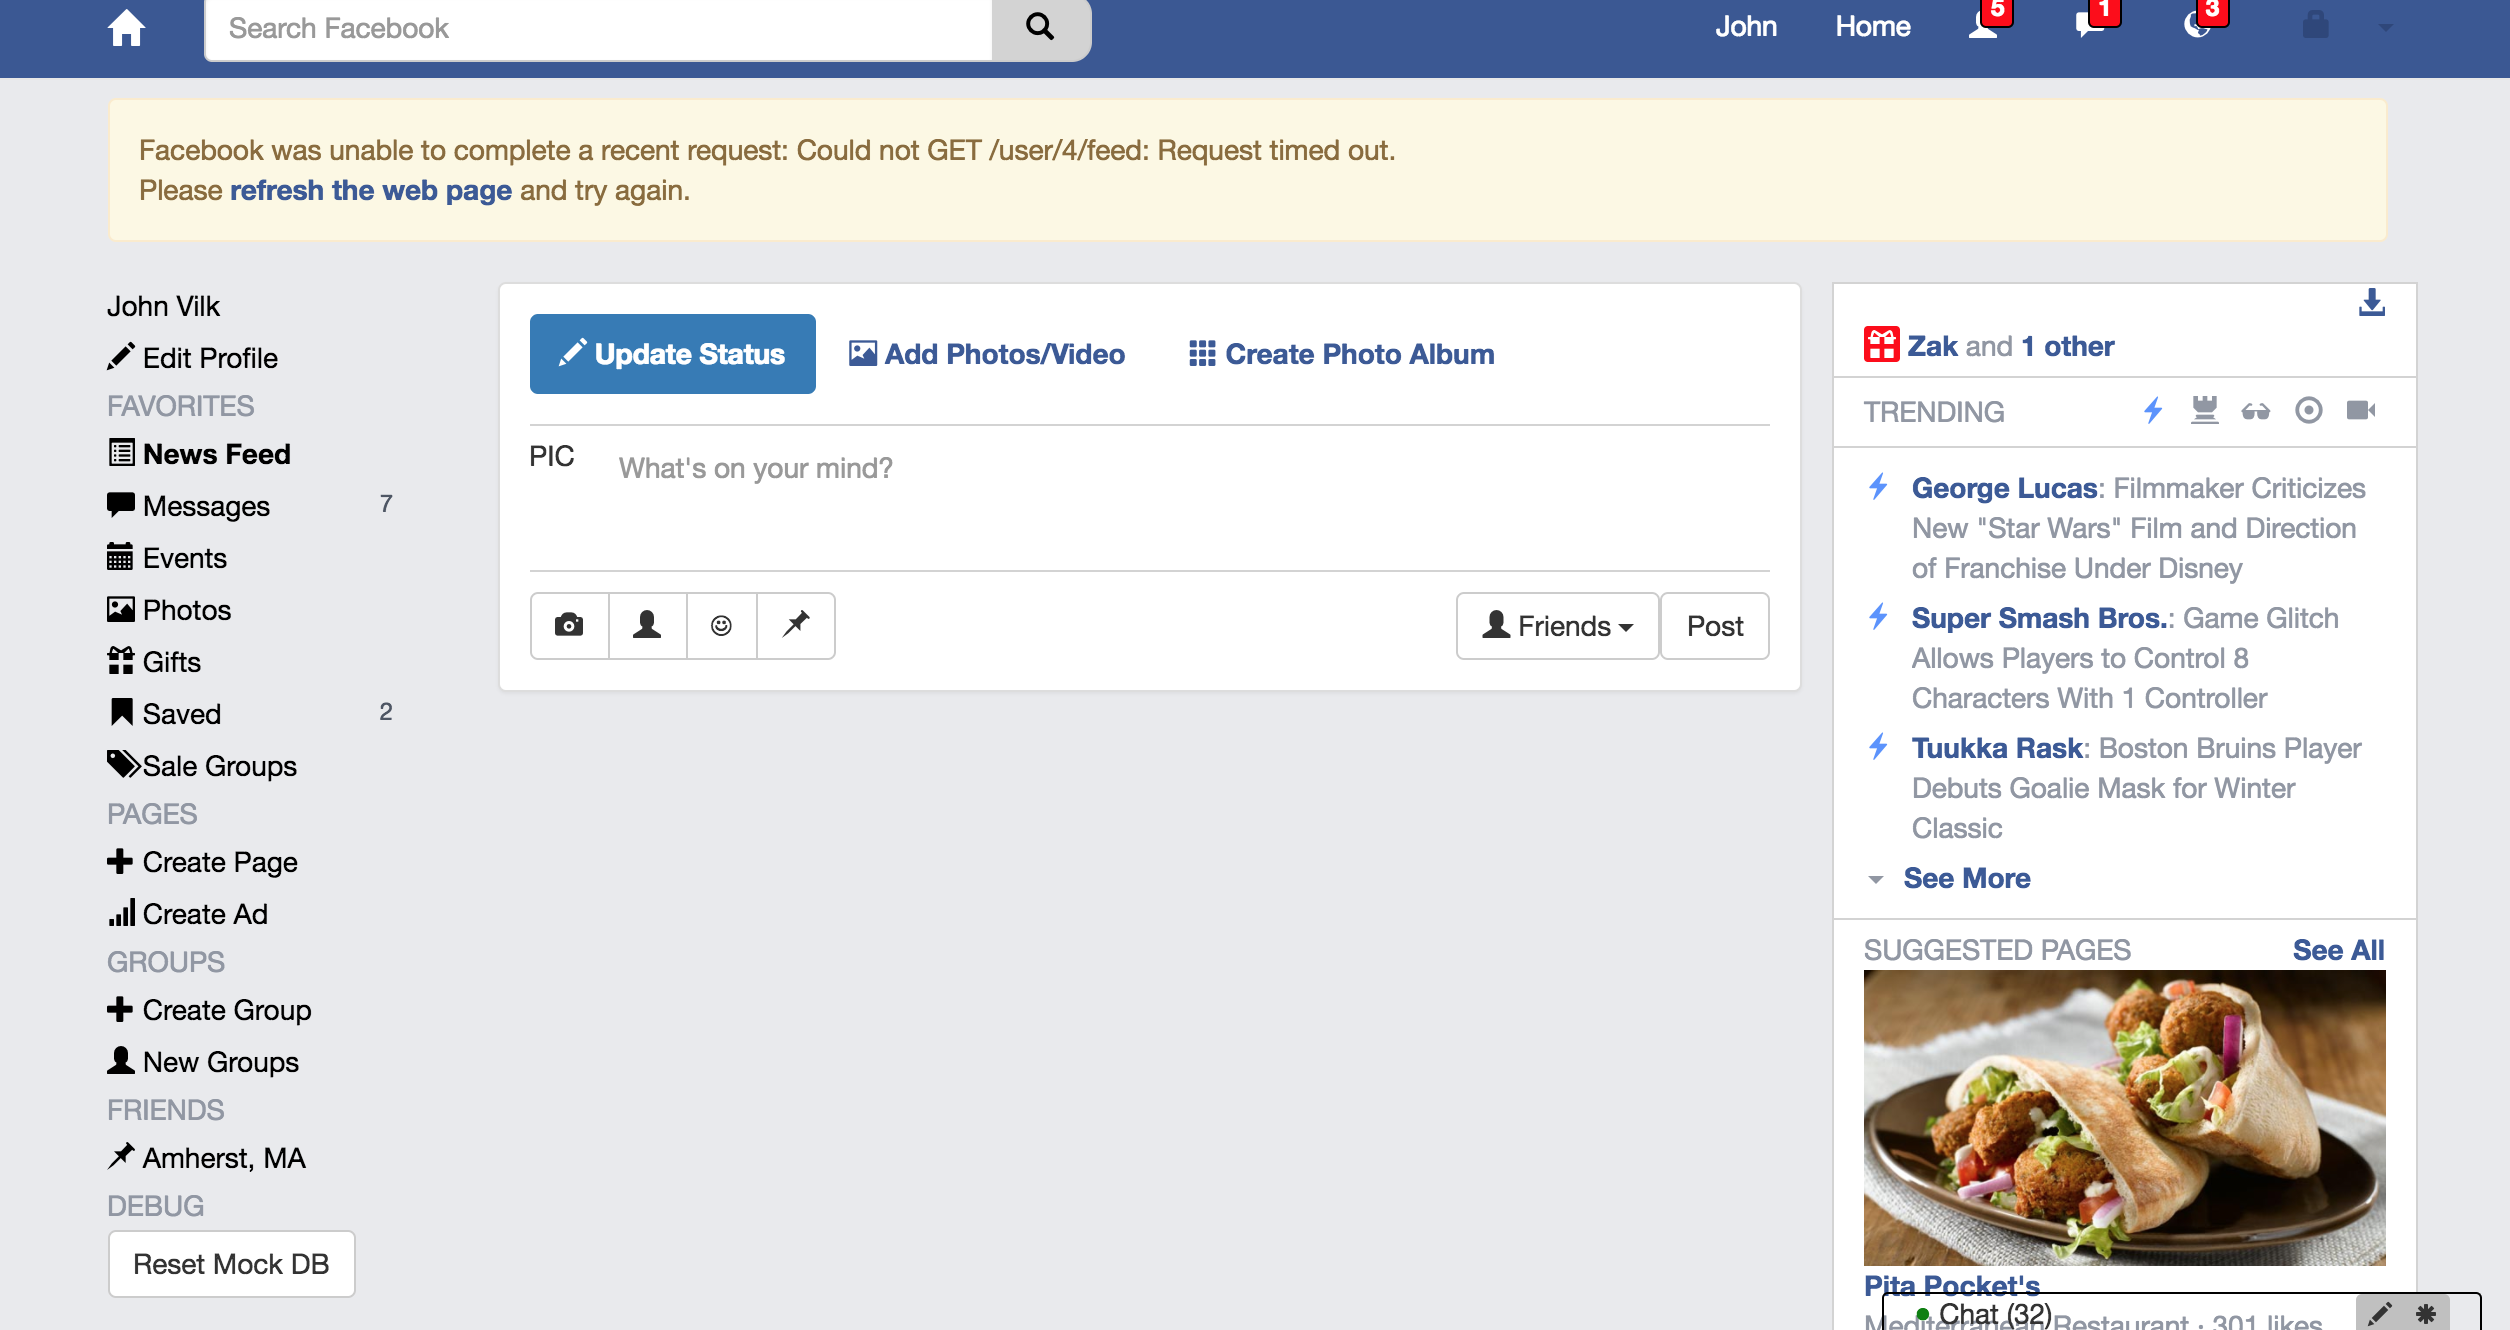 Search Facebook
John
Home
5
1
3
Facebook was unable to complete a recent request: Could not GET /user/4/feed: Request timed out.
Please refresh the web page and try again.
John Vilk
Edit Profile
FAVORITES
News Feed
Messages 7
Events
Photos
Gifts
Saved 2
Sale Groups
PAGES
Create Page
Create Ad
GROUPS
Create Group
New Groups
FRIENDS
Amherst, MA
DEBUG
Reset Mock DB
Update Status
Add Photos/Video
Create Photo Album
PIC
What's on your mind?
Friends
Post
Zak and 1 other
TRENDING
George Lucas: Filmmaker Criticizes
New "Star Wars" Film and Direction
of Franchise Under Disney
Super Smash Bros.: Game Glitch
Allows Players to Control 8
Characters With 1 Controller
Tuukka Rask: Boston Bruins Player
Debuts Goalie Mask for Winter
Classic
See More
SUGGESTED PAGES See All
Pita Pocket's
Mediterranean Restaurant · 301 likes
Chat (32)